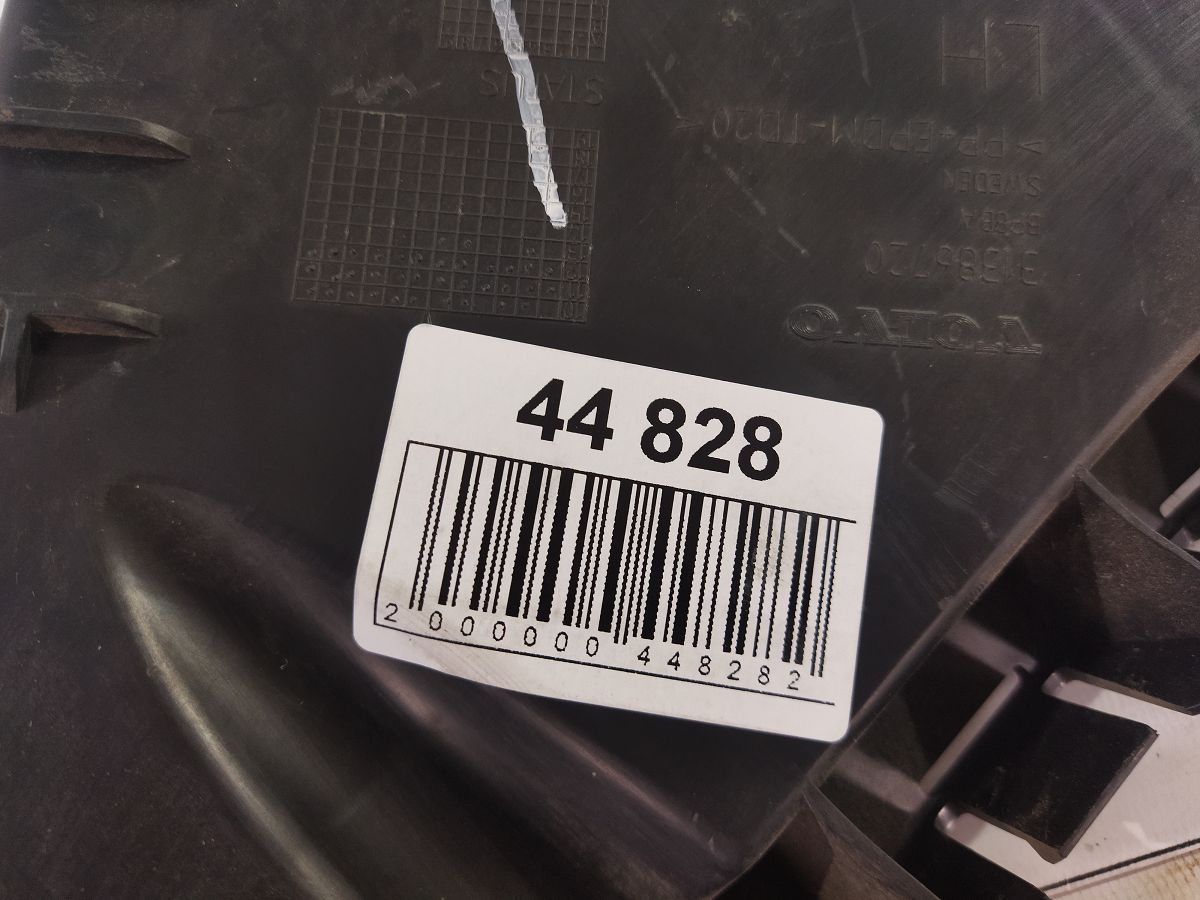 LH
STATUS
>PP+EPDM-TD20<
SWEDEN
31386720
VOLVO
44 828
2 000000 448282